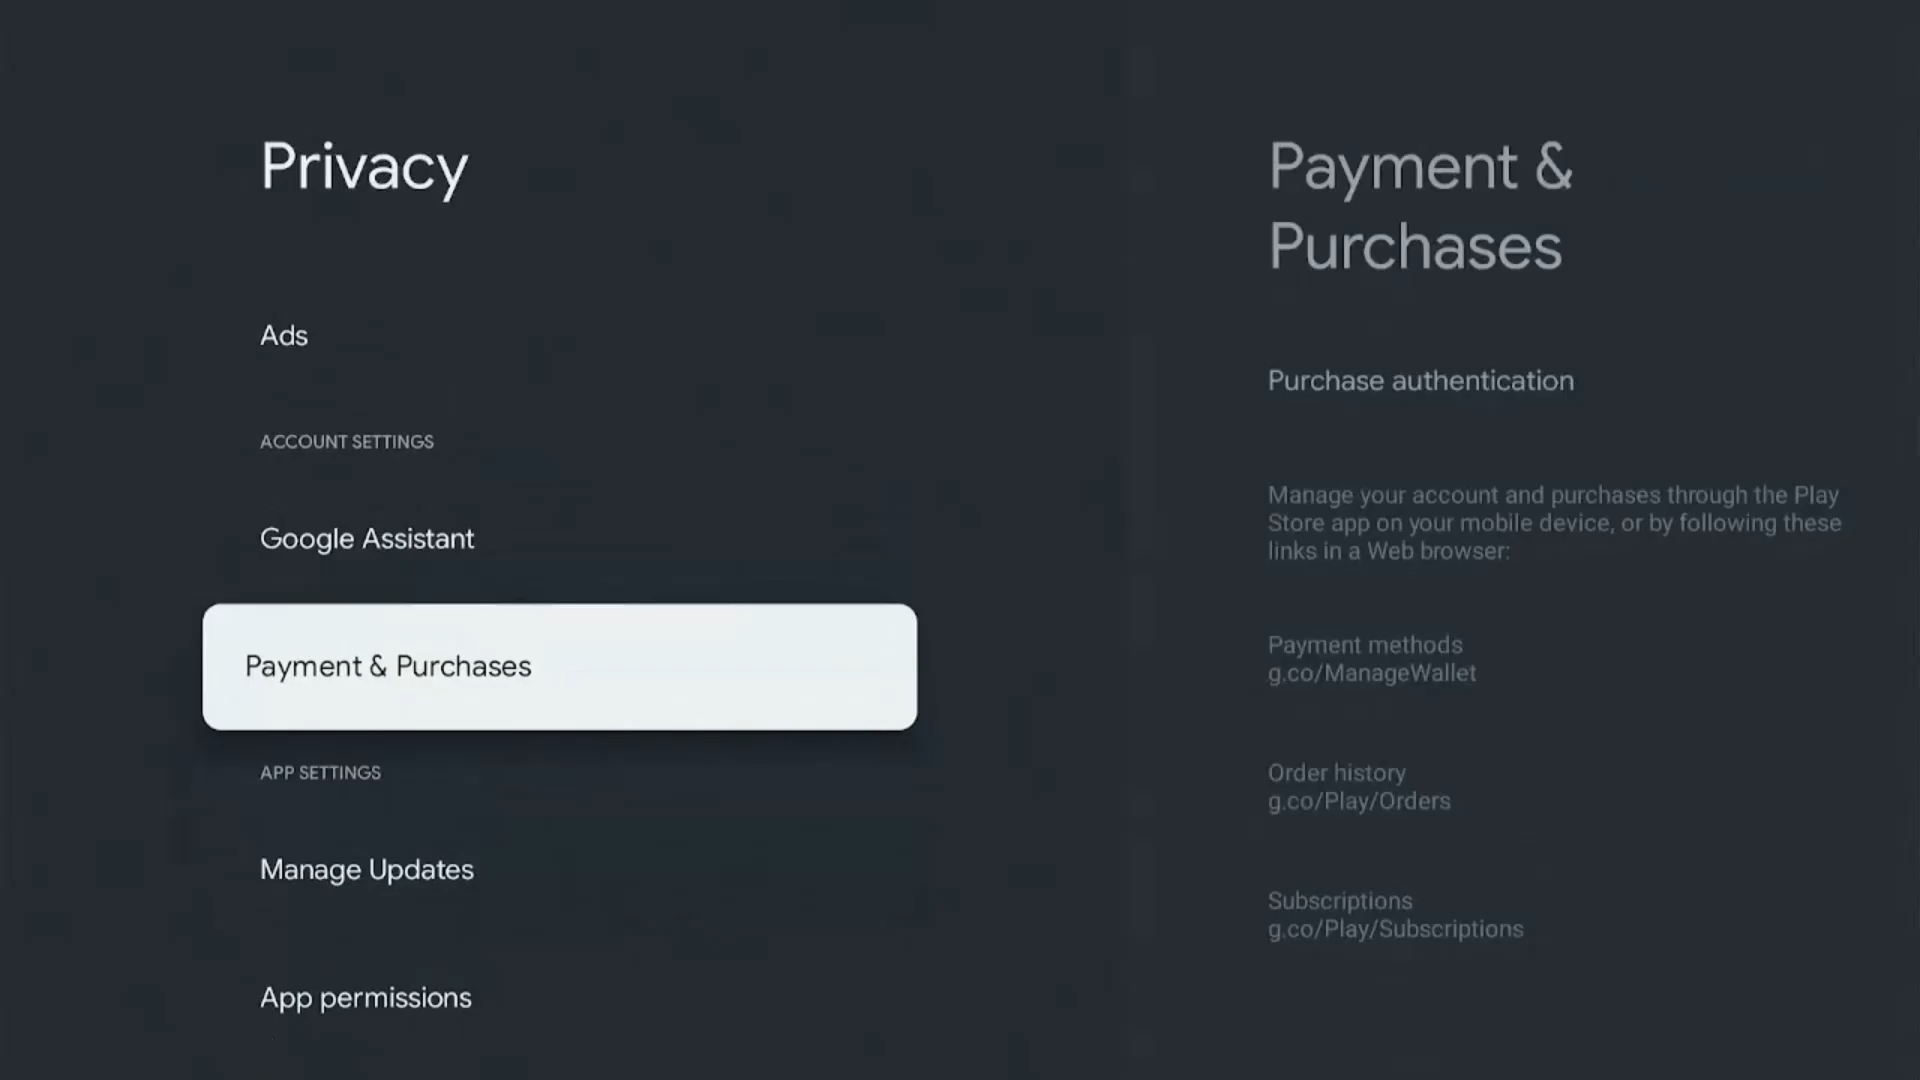 Privacy
Ads
ACCOUNT SETTINGS
Google Assistant
Payment & Purchases
APP SETTINGS
Manage Updates
App permissions
Payment &
Purchases
Purchase authentication
Manage your account and purchases through the Play
Store app on your mobile device, or by following these
links in a Web browser:
Payment methods
g.co/ManageWallet
Order history
g.co/Play/Orders
Subscriptions
g.co/Play/Subscriptions